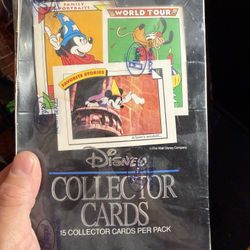 FAMILY
PORTRAITS
WORLD TOUR
FAVORITE STORIES
©The Walt Disney Company
DISNEY
COLLECTOR
CARDS
15 COLLECTOR CARDS PER PACK